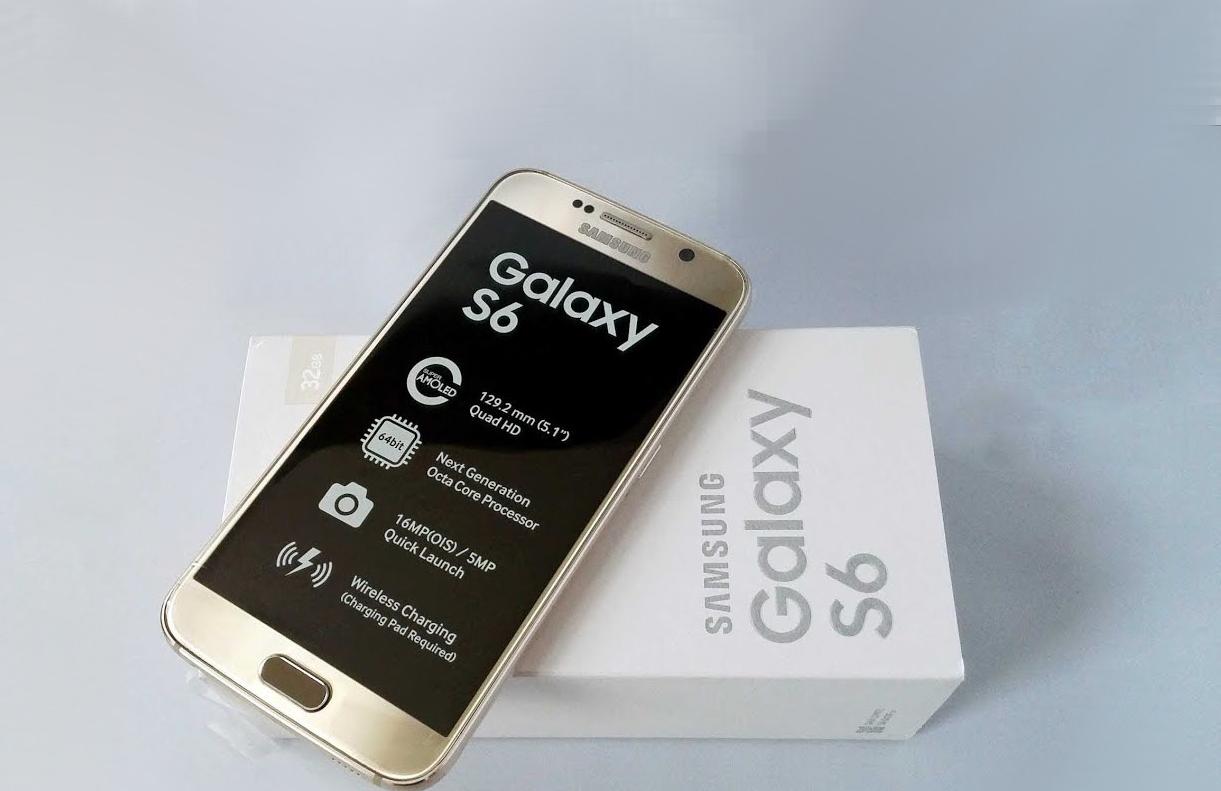 SAMSUNG
Galaxy
S6
SUPER
AMOLED
129.2 mm (5.1")
Quad HD
64bit
Next Generation
Octa Core Processor
16MP(OIS) / 5MP
Quick Launch
Wireless Charging
(Charging Pad Required)
32GB
SAMSUNG
Galaxy
S6